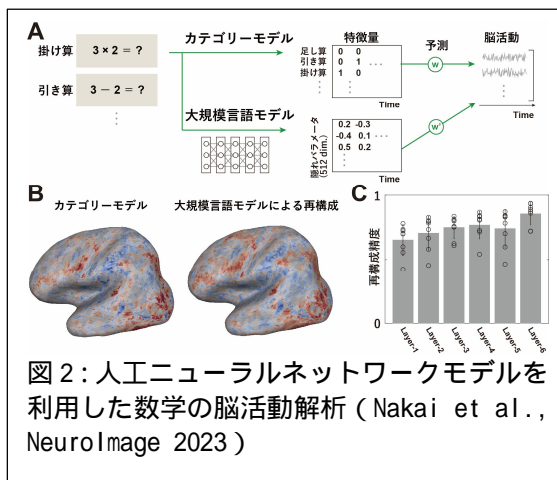 A
掛け算
3 × 2 = ?
引き算
3 − 2 = ?
⋮
カテゴリーモデル
大規模言語モデル
特徴量
足し算 0 0
引き算 0 1 ⋯
掛け算 1 0
⋮ ⋮
Time
隠れパラメータ
(512 dim.)
0.2 -0.3
-0.4 0.1 ⋯
0.5 0.2
⋮ ⋮
Time
予測
W
W'
脳活動
⋮
Time
B
カテゴリーモデル
大規模言語モデルによる再構成
C
再構成精度
1
0
Layer-1
Layer-2
Layer-3
Layer-4
Layer-5
Layer-6
図2:人工ニューラルネットワークモデルを
利用した数学の脳活動解析(Nakai et al.,
NeuroImage 2023)